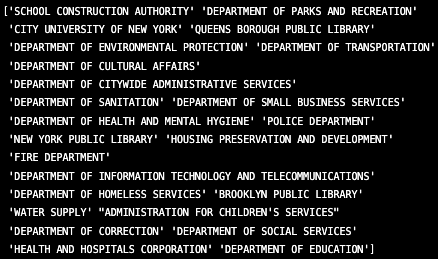 ['SCHOOL CONSTRUCTION AUTHORITY' 'DEPARTMENT OF PARKS AND RECREATION'
'CITY UNIVERSITY OF NEW YORK' 'QUEENS BOROUGH PUBLIC LIBRARY'
'DEPARTMENT OF ENVIRONMENTAL PROTECTION' 'DEPARTMENT OF TRANSPORTATION'
'DEPARTMENT OF CULTURAL AFFAIRS'
'DEPARTMENT OF CITYWIDE ADMINISTRATIVE SERVICES'
'DEPARTMENT OF SANITATION' 'DEPARTMENT OF SMALL BUSINESS SERVICES'
'DEPARTMENT OF HEALTH AND MENTAL HYGIENE' 'POLICE DEPARTMENT'
'NEW YORK PUBLIC LIBRARY' 'HOUSING PRESERVATION AND DEVELOPMENT'
'FIRE DEPARTMENT'
'DEPARTMENT OF INFORMATION TECHNOLOGY AND TELECOMMUNICATIONS'
'DEPARTMENT OF HOMELESS SERVICES' 'BROOKLYN PUBLIC LIBRARY'
'WATER SUPPLY' "ADMINISTRATION FOR CHILDREN'S SERVICES"
'DEPARTMENT OF CORRECTION' 'DEPARTMENT OF SOCIAL SERVICES'
'HEALTH AND HOSPITALS CORPORATION' 'DEPARTMENT OF EDUCATION']